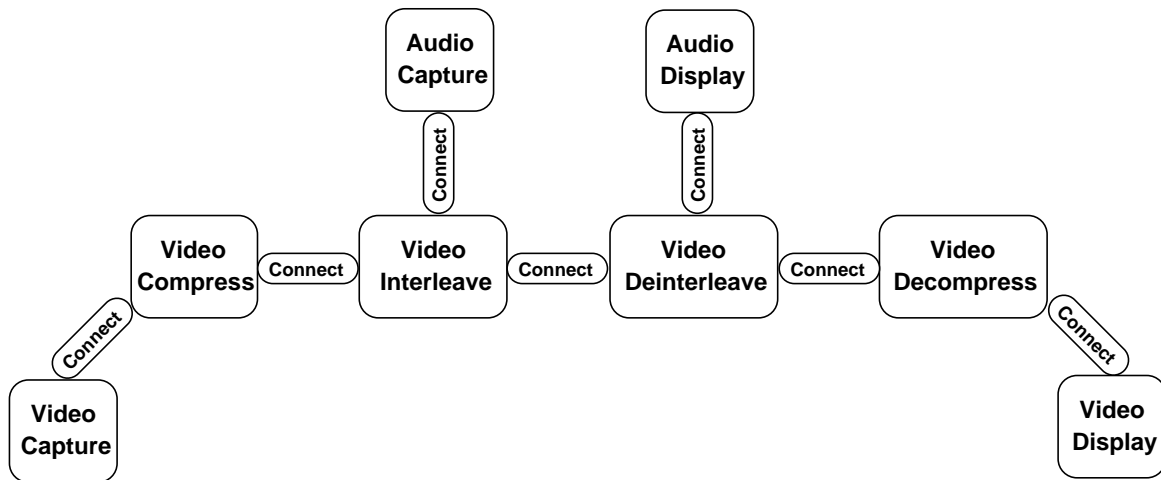 Audio
Capture
Audio
Display
Connect
Connect
Video
Compress
Connect
Video
Interleave
Connect
Video
Deinterleave
Connect
Video
Decompress
Connect
Connect
Video
Capture
Video
Display